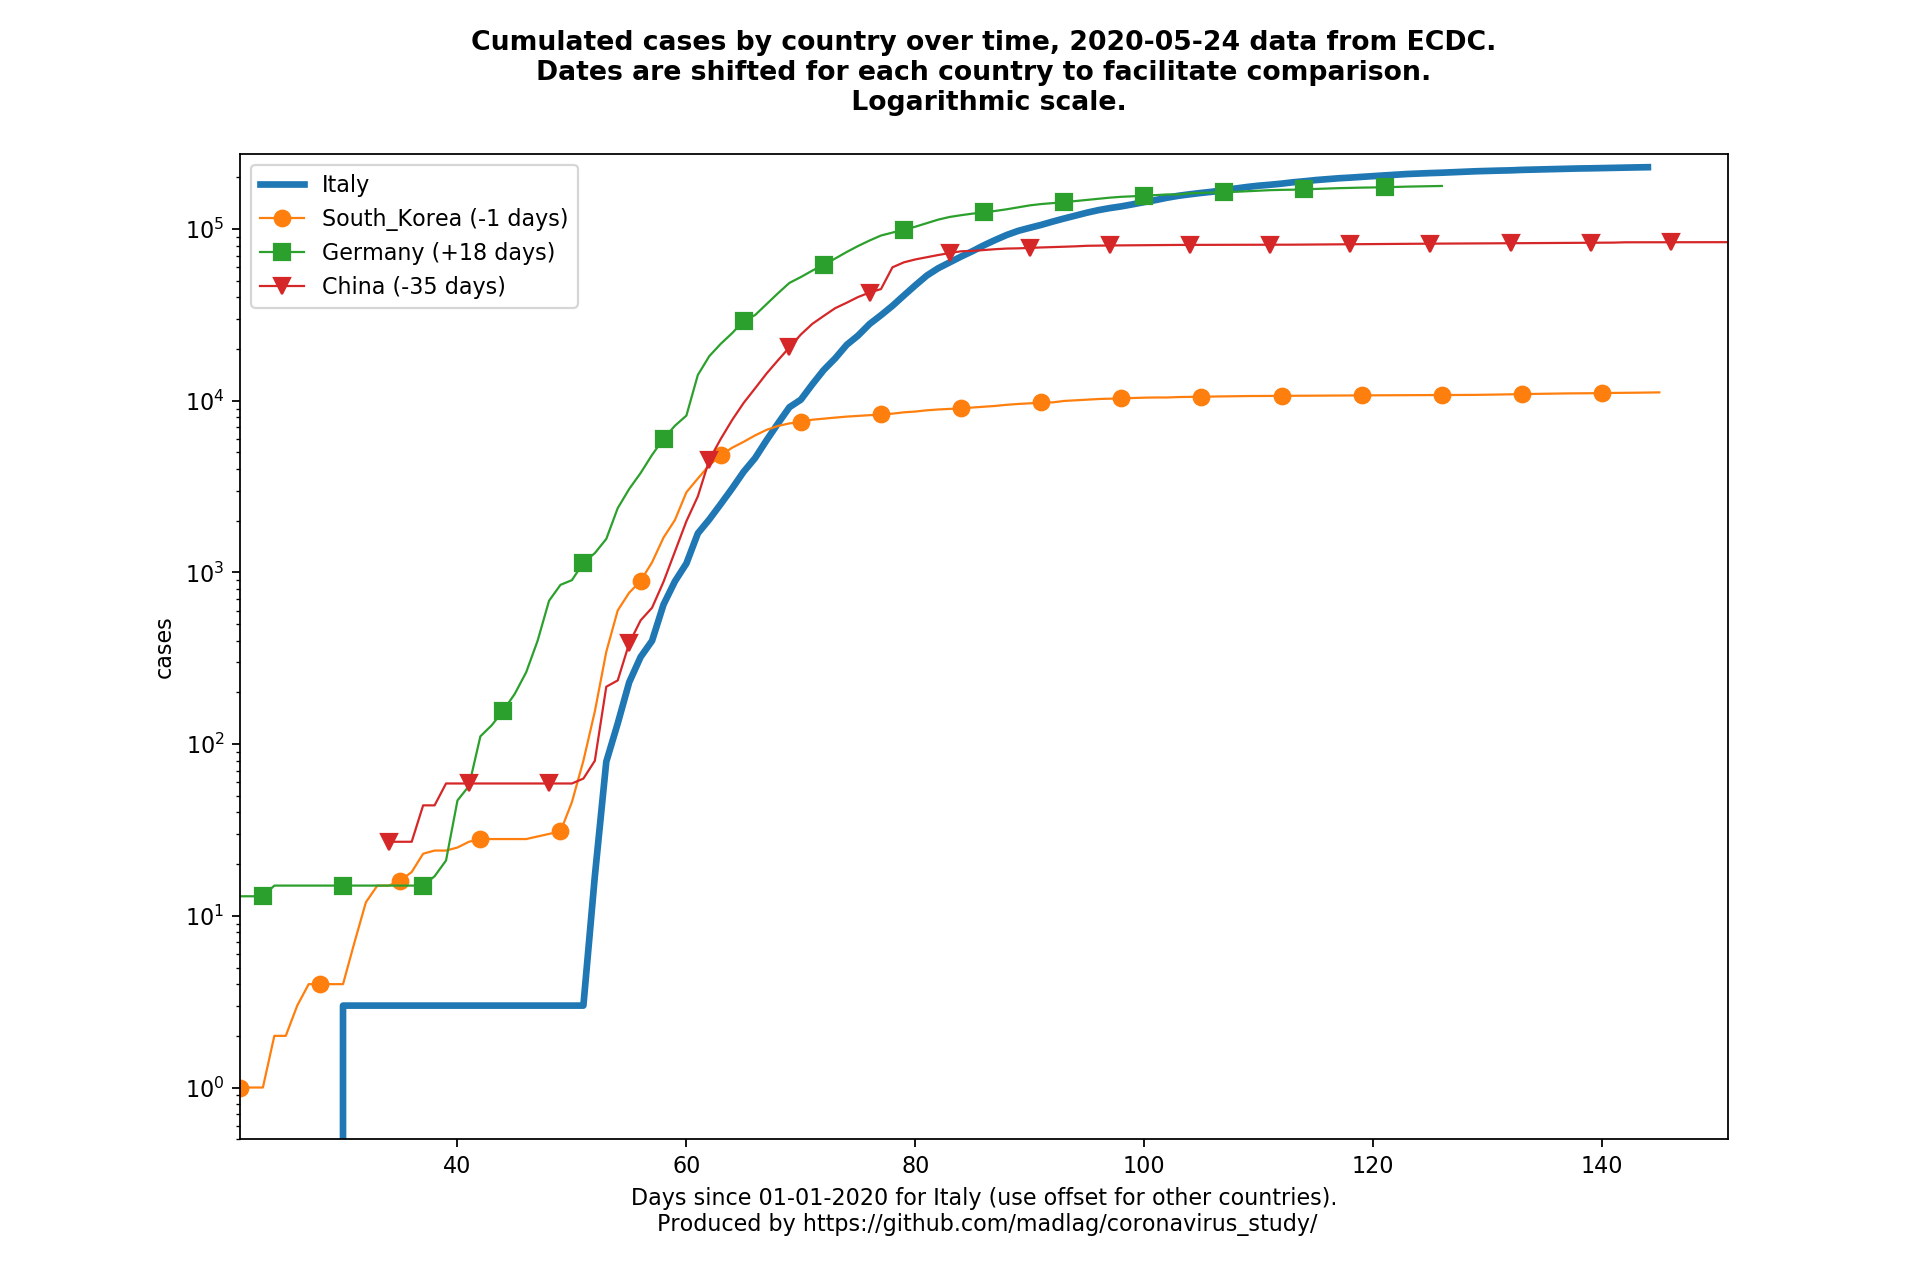 Cumulated cases by country over time, 2020-05-24 data from ECDC.
Dates are shifted for each country to facilitate comparison.
Logarithmic scale.
Italy
South_Korea (-1 days)
Germany (+18 days)
China (-35 days)
10^5
10^4
10^3
10^2
10^1
10^0
cases
40 60 80 100 120 140
Days since 01-01-2020 for Italy (use offset for other countries).
Produced by https://github.com/madlag/coronavirus_study/